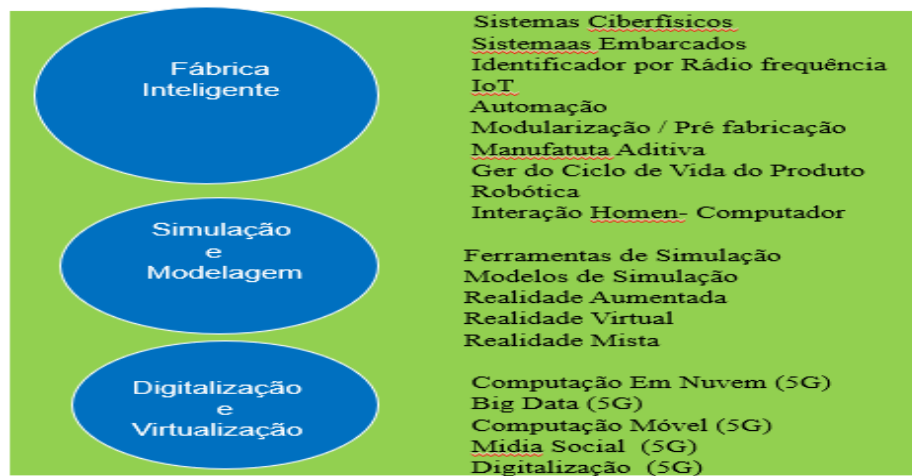 Fábrica
Inteligente
Sistemas Ciberfísicos
Sistemaas Embarcados
Identificador por Rádio frequência
IoT
Automação
Modularização / Pré fabricação
Manufatuta Aditiva
Ger do Ciclo de Vida do Produto
Robótica
Interação Homen- Computador
Simulação
e
Modelagem
Ferramentas de Simulação
Modelos de Simulação
Realidade Aumentada
Realidade Virtual
Realidade Mista
Digitalização
e
Virtualização
Computação Em Nuvem (5G)
Big Data (5G)
Computação Móvel (5G)
Midia Social (5G)
Digitalização (5G)